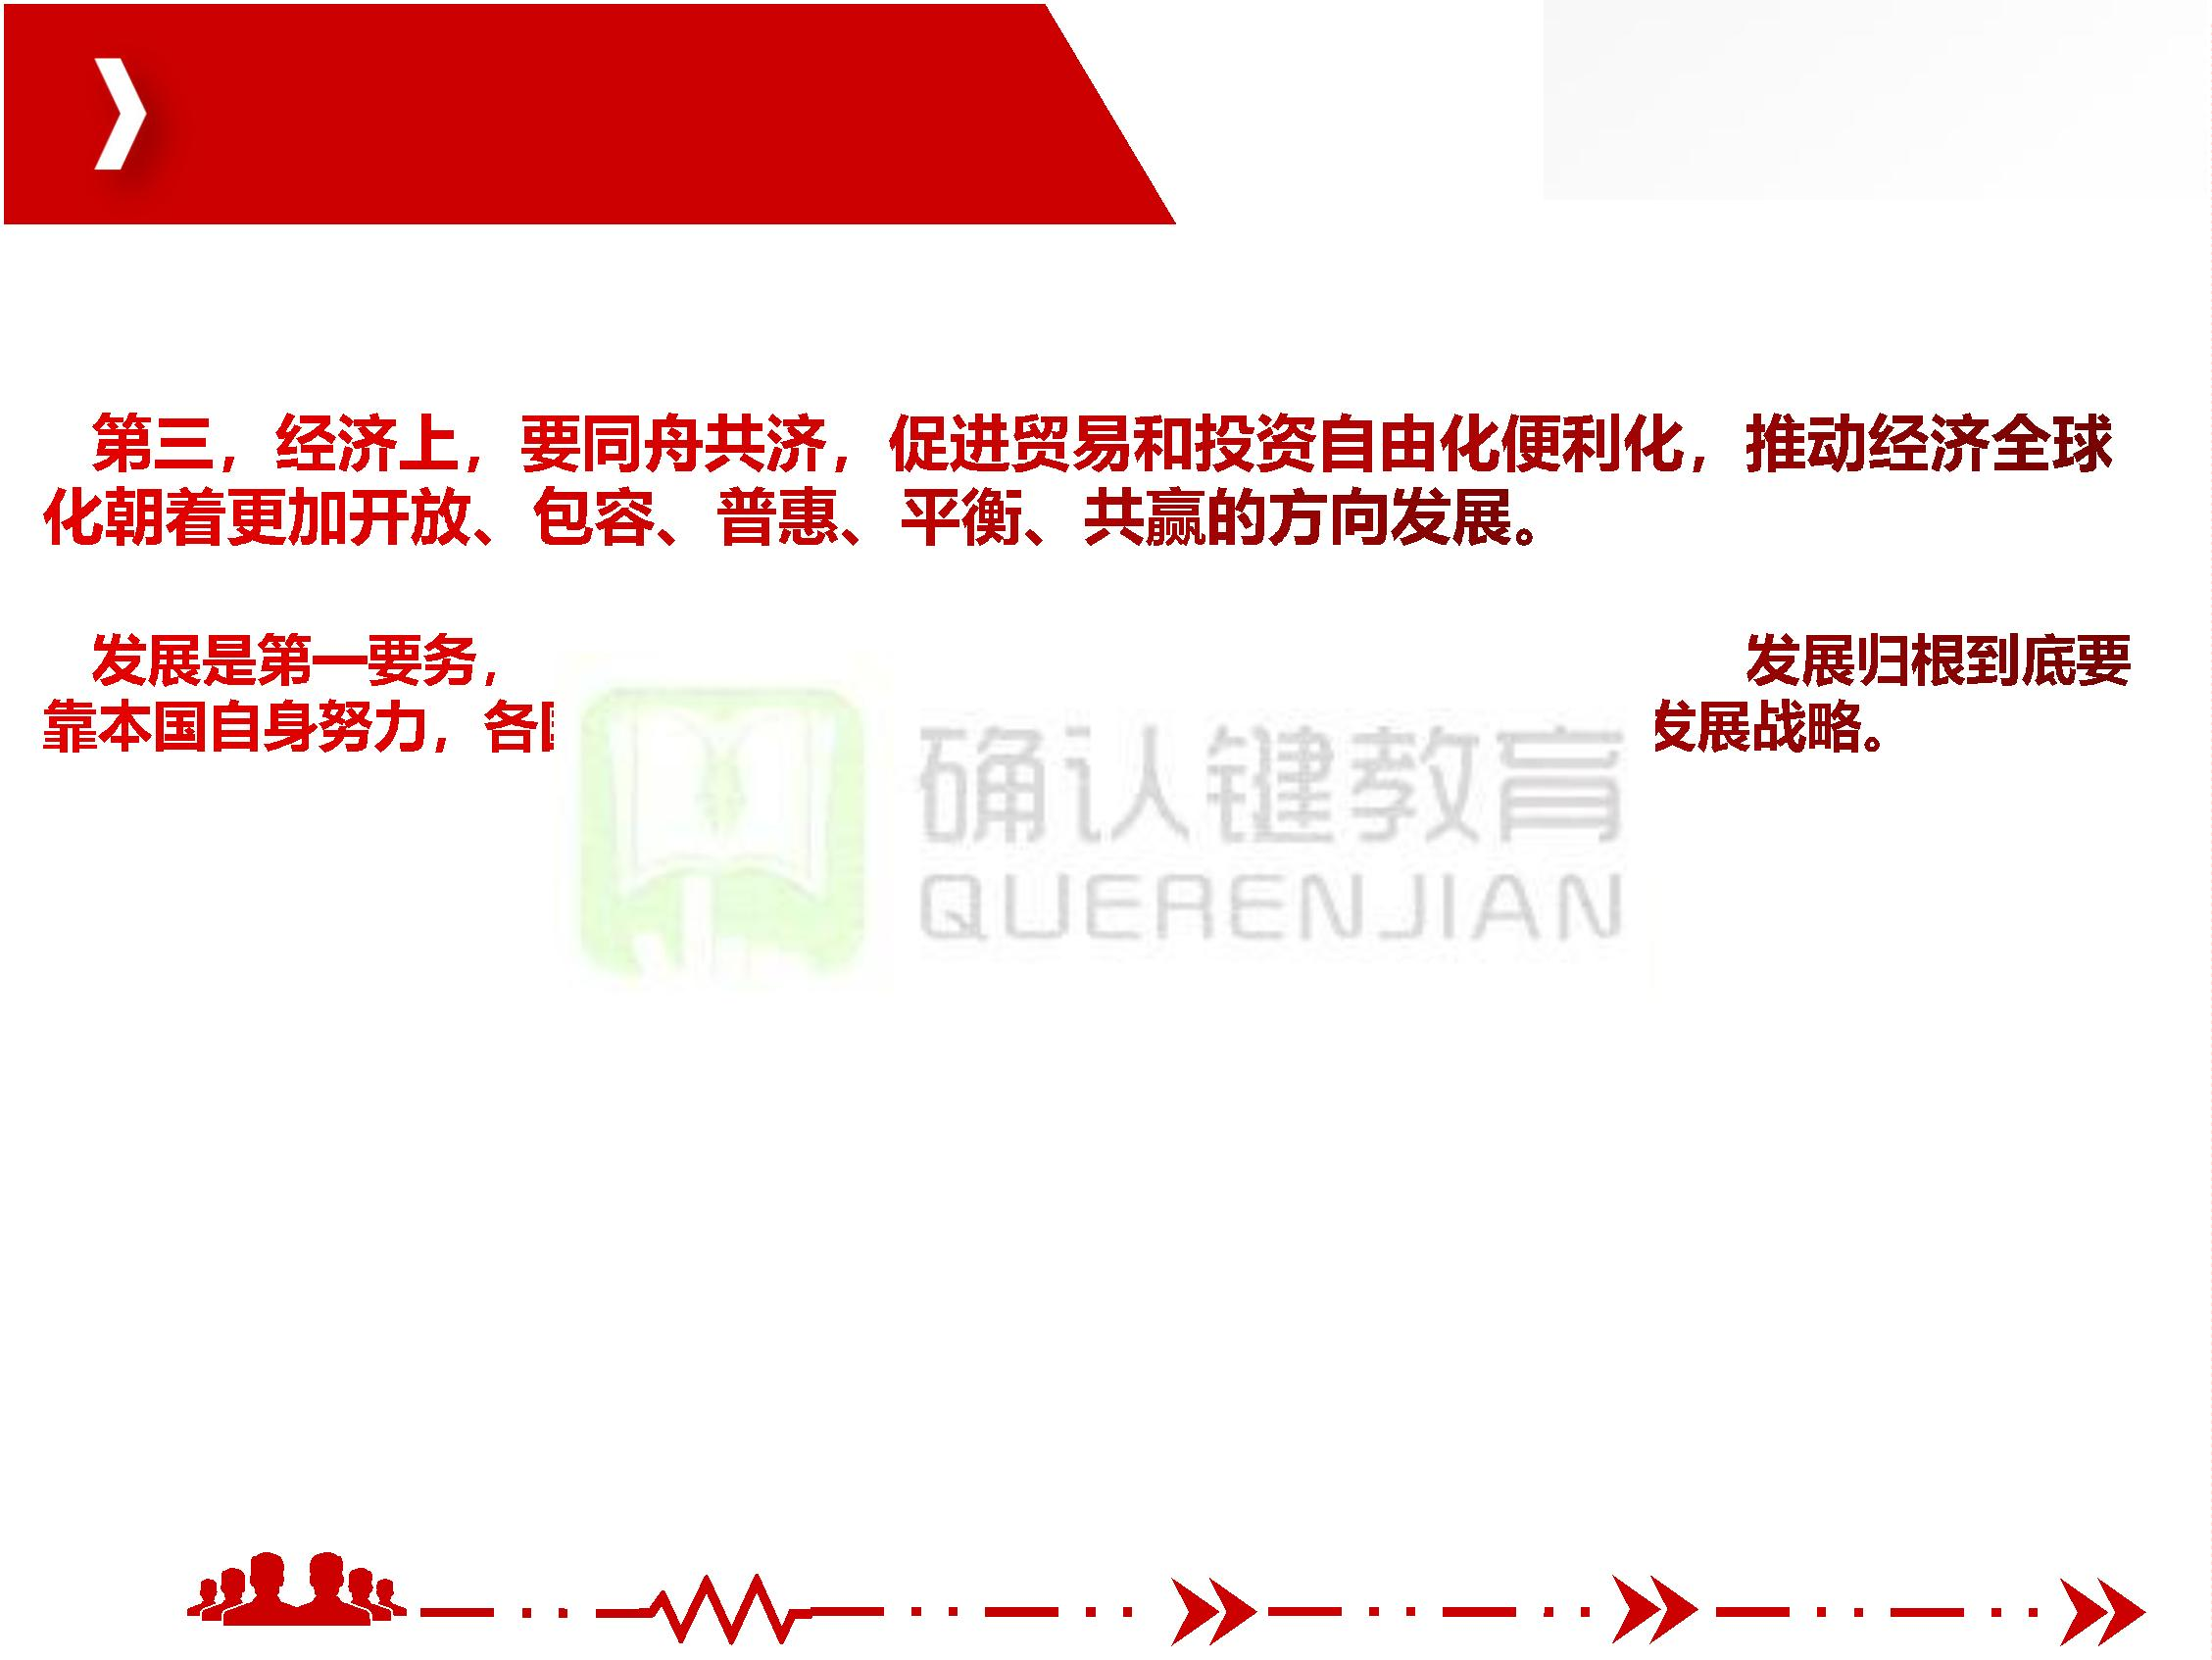 第三，经济上，要同舟共济，促进贸易和投资自由化便利化，推动经济全球
化朝着更加开放、包容、普惠、平衡、共赢的方向发展。
发展是第一要务， 发展归根到底要
靠本国自身努力，各 发展战略。
确认键教育
QUERENJIAN